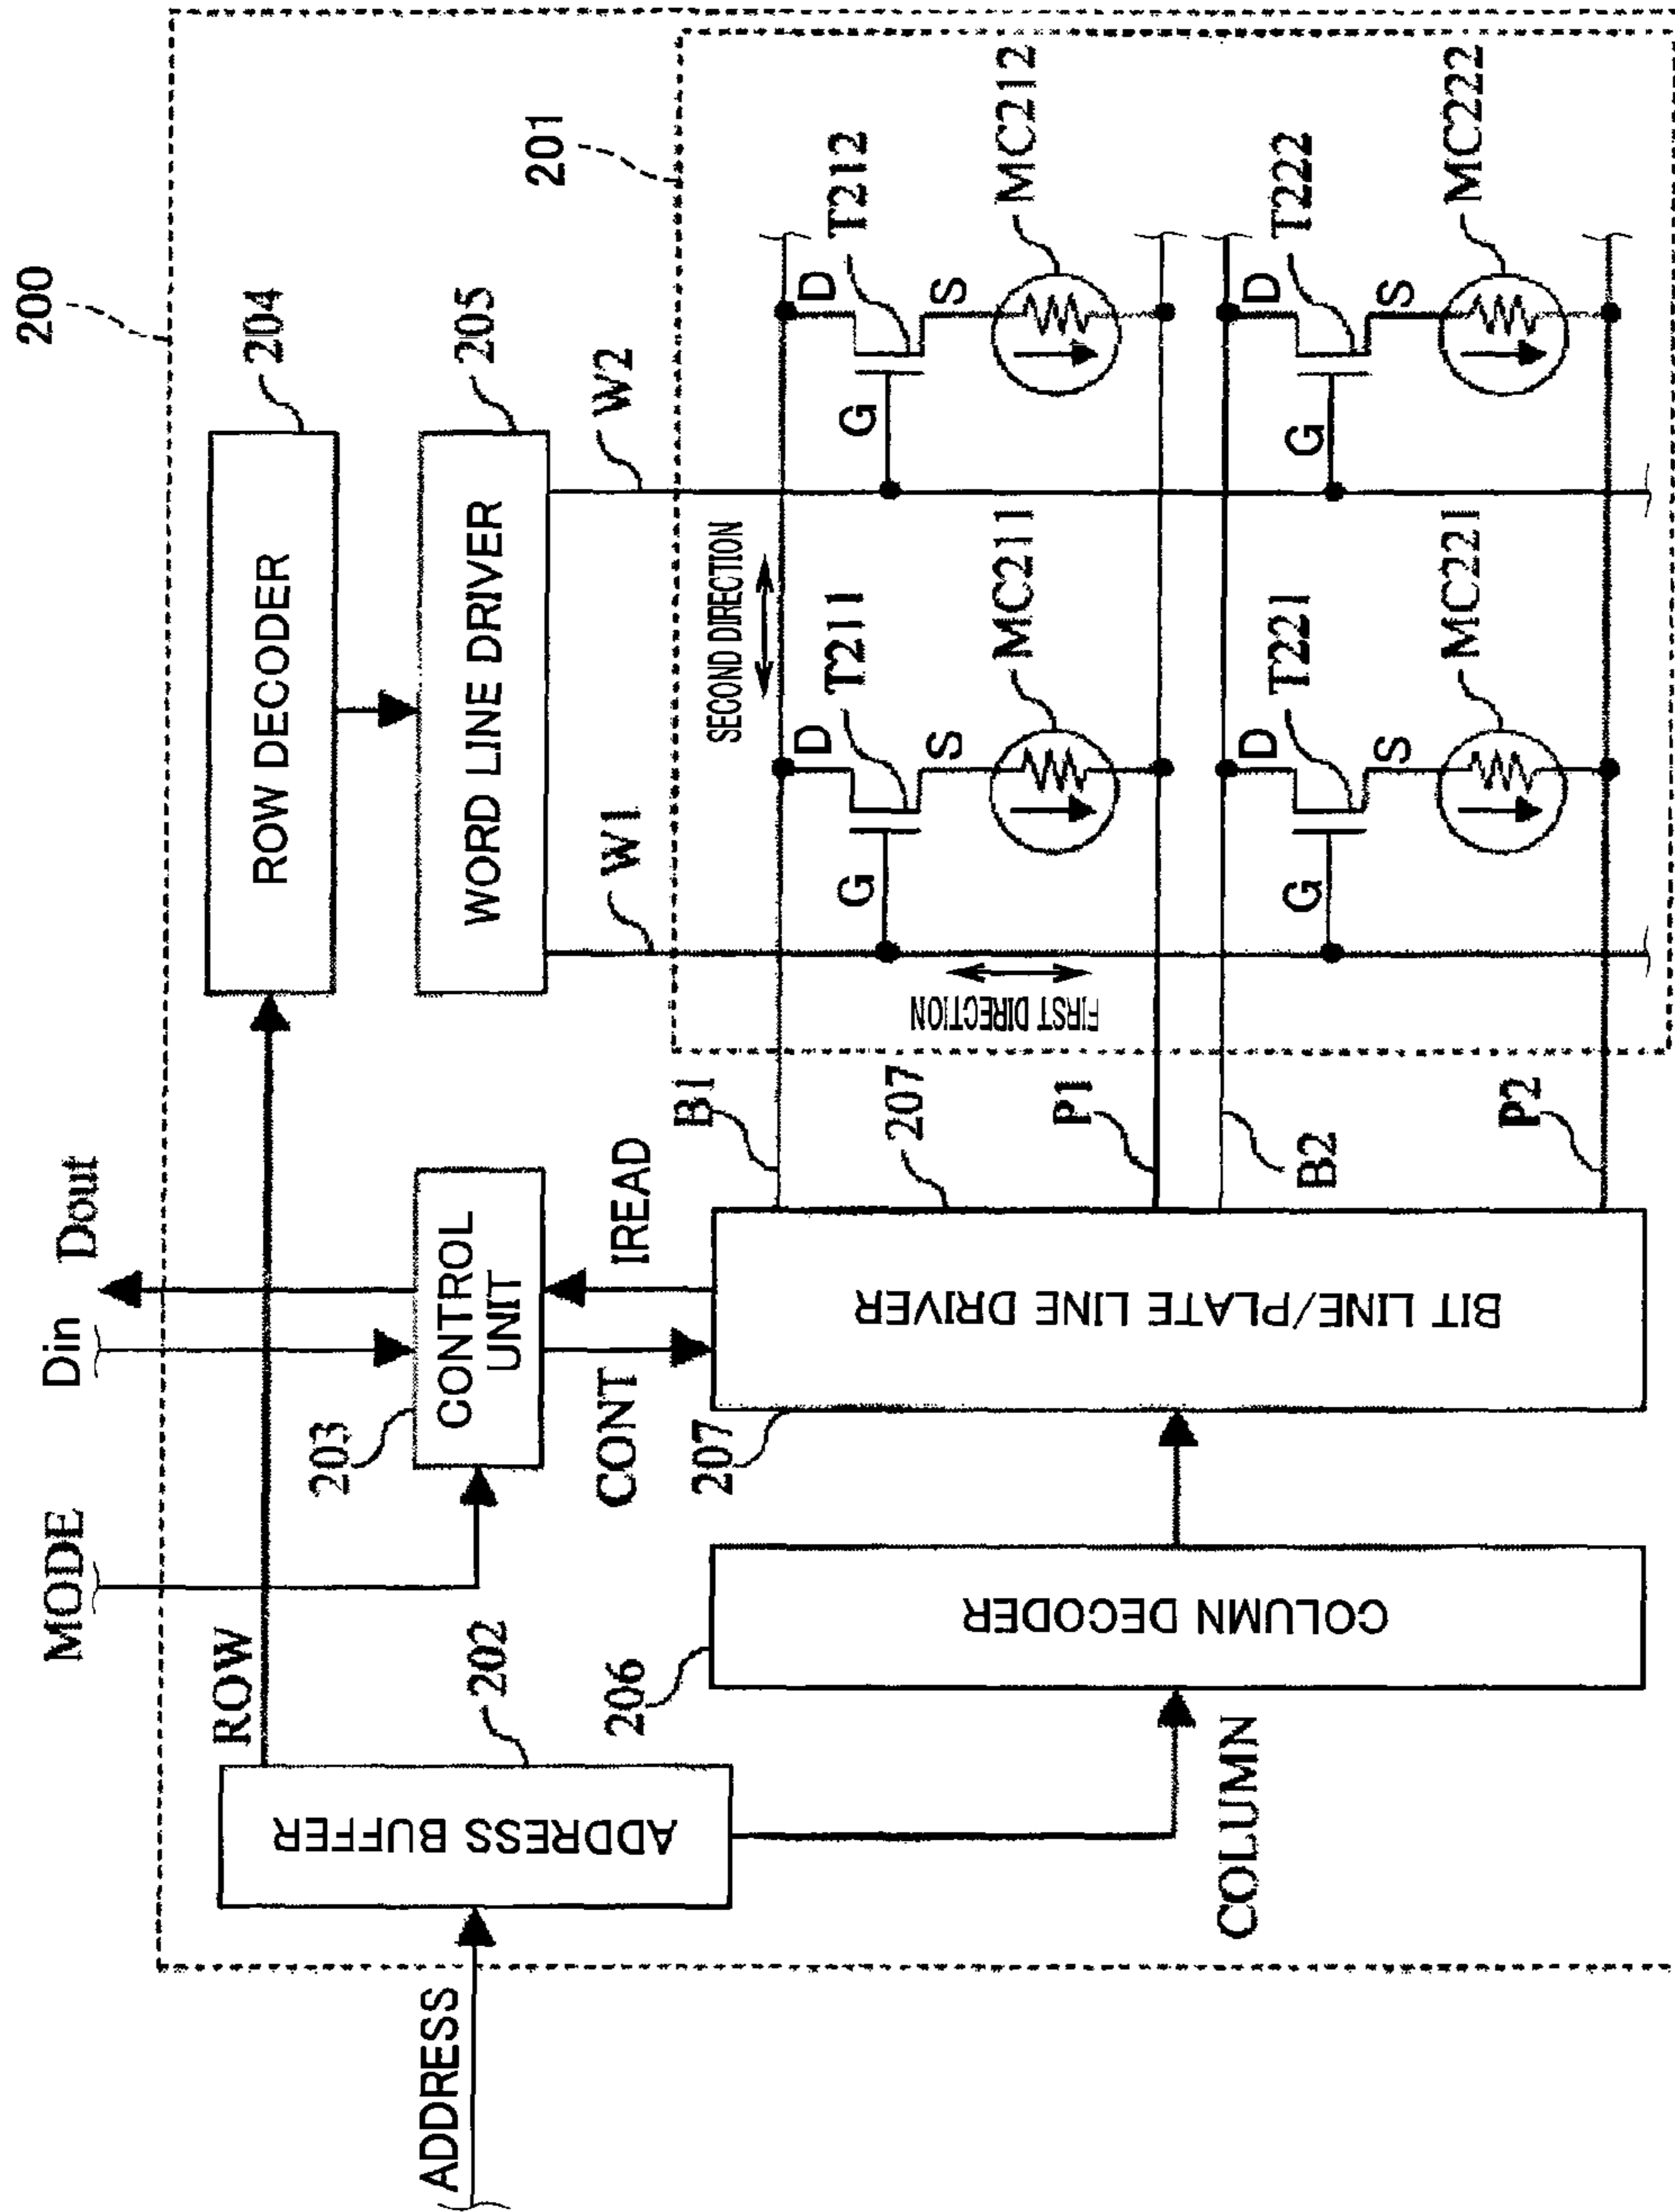 200
ROW DECODER
204
WORD LINE DRIVER
205
W1
W2
201
MODE
Din
Dout
ROW
203
CONTROL
UNIT
CONT
IREAD
ADDRESS
ADDRESS BUFFER
202
COLUMN
206
COLUMN DECODER
207
BIT LINE/PLATE LINE DRIVER
207
B1
P1
B2
P2
FIRST DIRECTION
SECOND DIRECTION
G
D
S
T211
MC211
G
D
S
T212
MC212
G
D
S
T221
MC221
G
D
S
T222
MC222